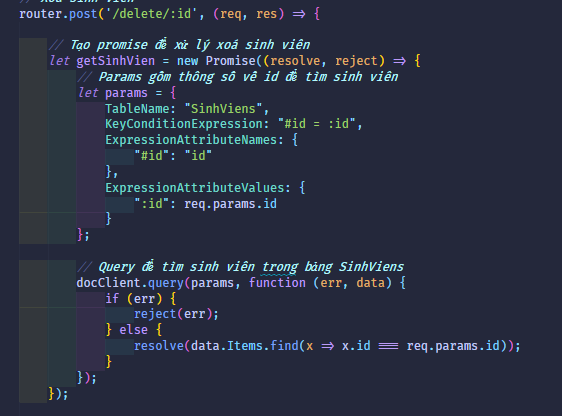 // Xoá sinh viên
router.post('/delete/:id', (req, res) => {
// Tạo promise để xử lý xoá sinh viên
let getSinhVien = new Promise((resolve, reject) => {
// Params gồm thông số về id để tìm sinh viên
let params = {
TableName: "SinhViens",
KeyConditionExpression: "#id = :id",
ExpressionAttributeNames: {
"#id": "id"
},
ExpressionAttributeValues: {
":id": req.params.id
}
};
// Query để tìm sinh viên trong bảng SinhViens
docClient.query(params, function (err, data) {
if (err) {
reject(err);
} else {
resolve(data.Items.find(x => x.id === req.params.id));
}
});
});